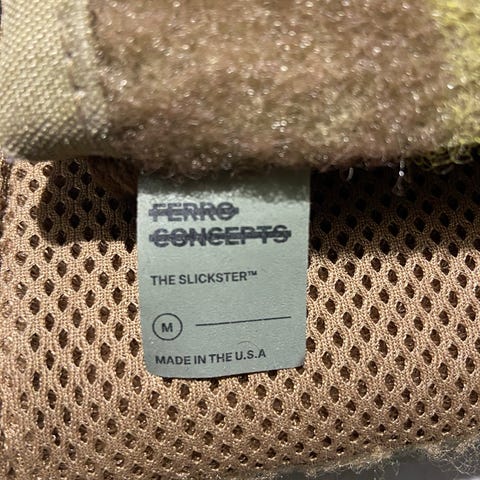 FERRO
CONCEPTS
THE SLICKSTER™
M
MADE IN THE U.S.A